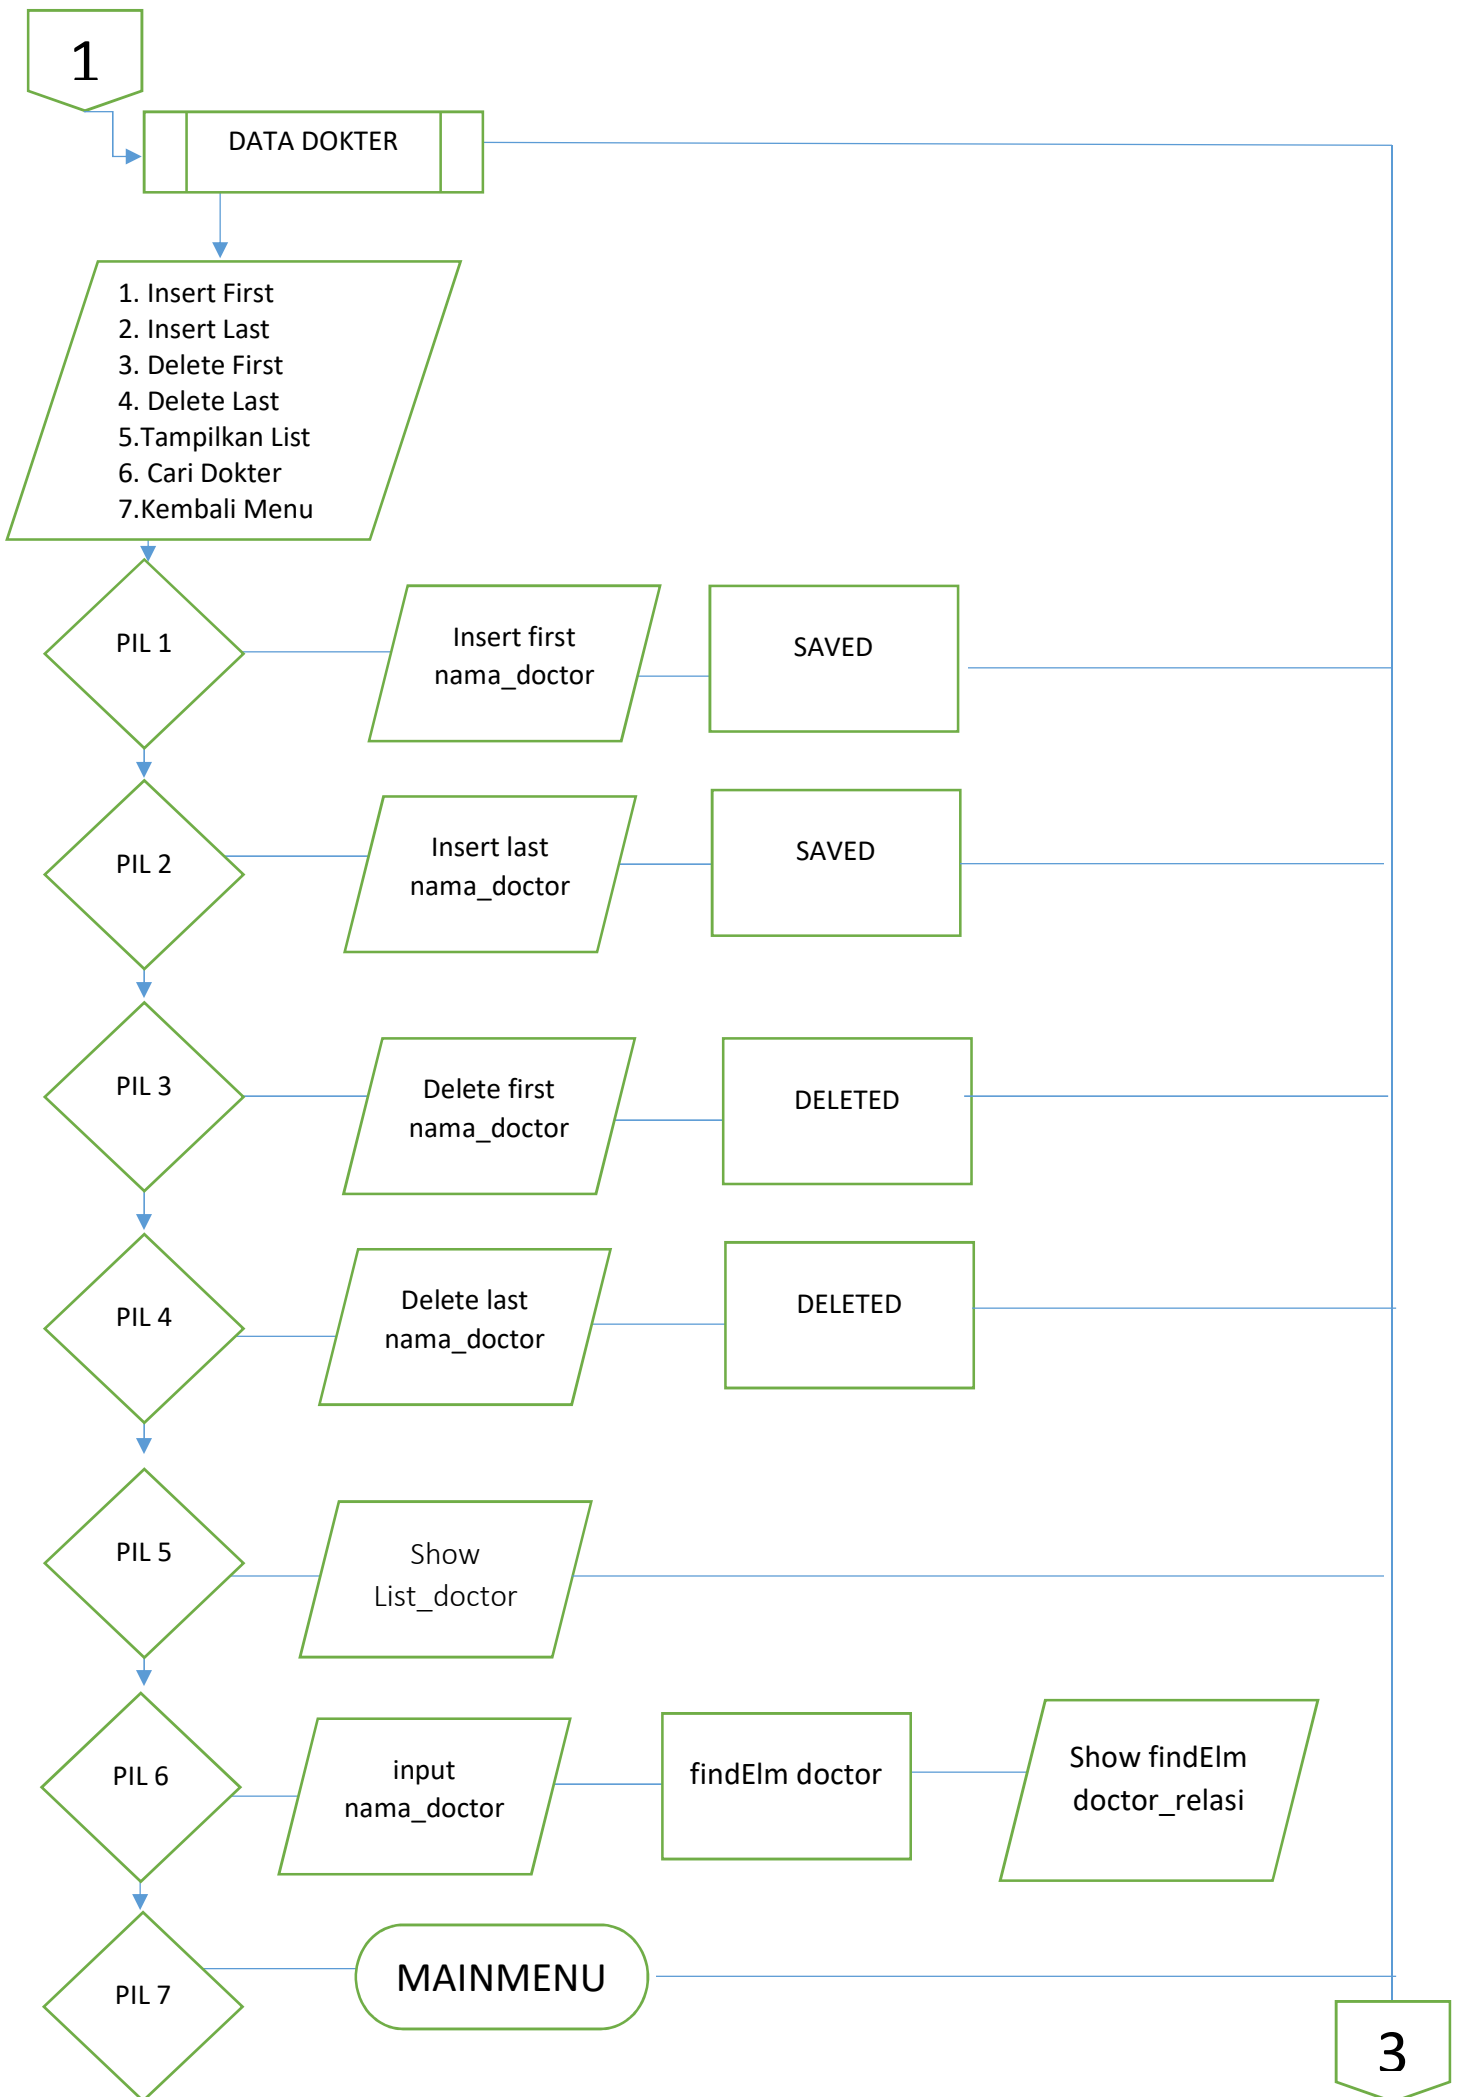 1
DATA DOKTER
1. Insert First
2. Insert Last
3. Delete First
4. Delete Last
5.Tampilkan List
6. Cari Dokter
7.Kembali Menu
PIL 1
Insert first
nama_doctor
SAVED
PIL 2
Insert last
nama_doctor
SAVED
PIL 3
Delete first
nama_doctor
DELETED
PIL 4
Delete last
nama_doctor
DELETED
PIL 5
Show
List_doctor
PIL 6
input
nama_doctor
findElm doctor
Show findElm
doctor_relasi
PIL 7
MAINMENU
3